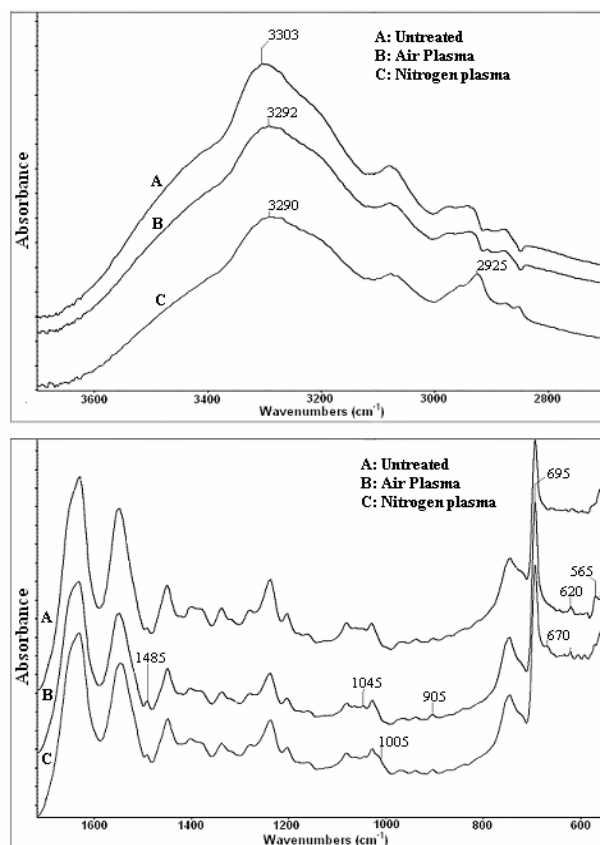 3303
A: Untreated
B: Air Plasma
C: Nitrogen plasma
3292
3290
2925
A
B
C
Absorbance
3600
3400
3200
3000
2800
Wavenumbers (cm-1)
A: Untreated
B: Air Plasma
C: Nitrogen plasma
695
565
620
670
1485
1045
905
1005
A
B
C
Absorbance
1600
1400
1200
1000
800
600
Wavenumbers (cm-1)